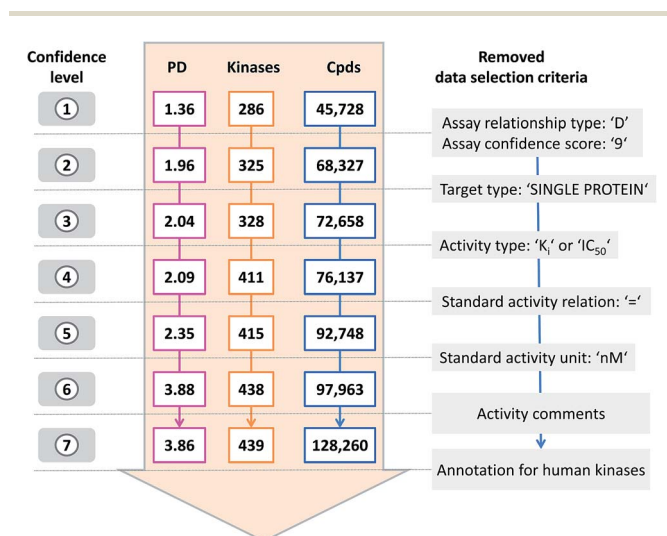 Confidence
level
PD Kinases Cpds
Removed
data selection criteria
1 1.36 286 45,728
Assay relationship type: ‘D’
Assay confidence score: ‘9‘
2 1.96 325 68,327
Target type: ‘SINGLE PROTEIN‘
3 2.04 328 72,658
Activity type: ‘Ki‘ or ‘IC50‘
4 2.09 411 76,137
Standard activity relation: ‘=‘
5 2.35 415 92,748
Standard activity unit: ‘nM‘
6 3.88 438 97,963
Activity comments
7 3.86 439 128,260
Annotation for human kinases